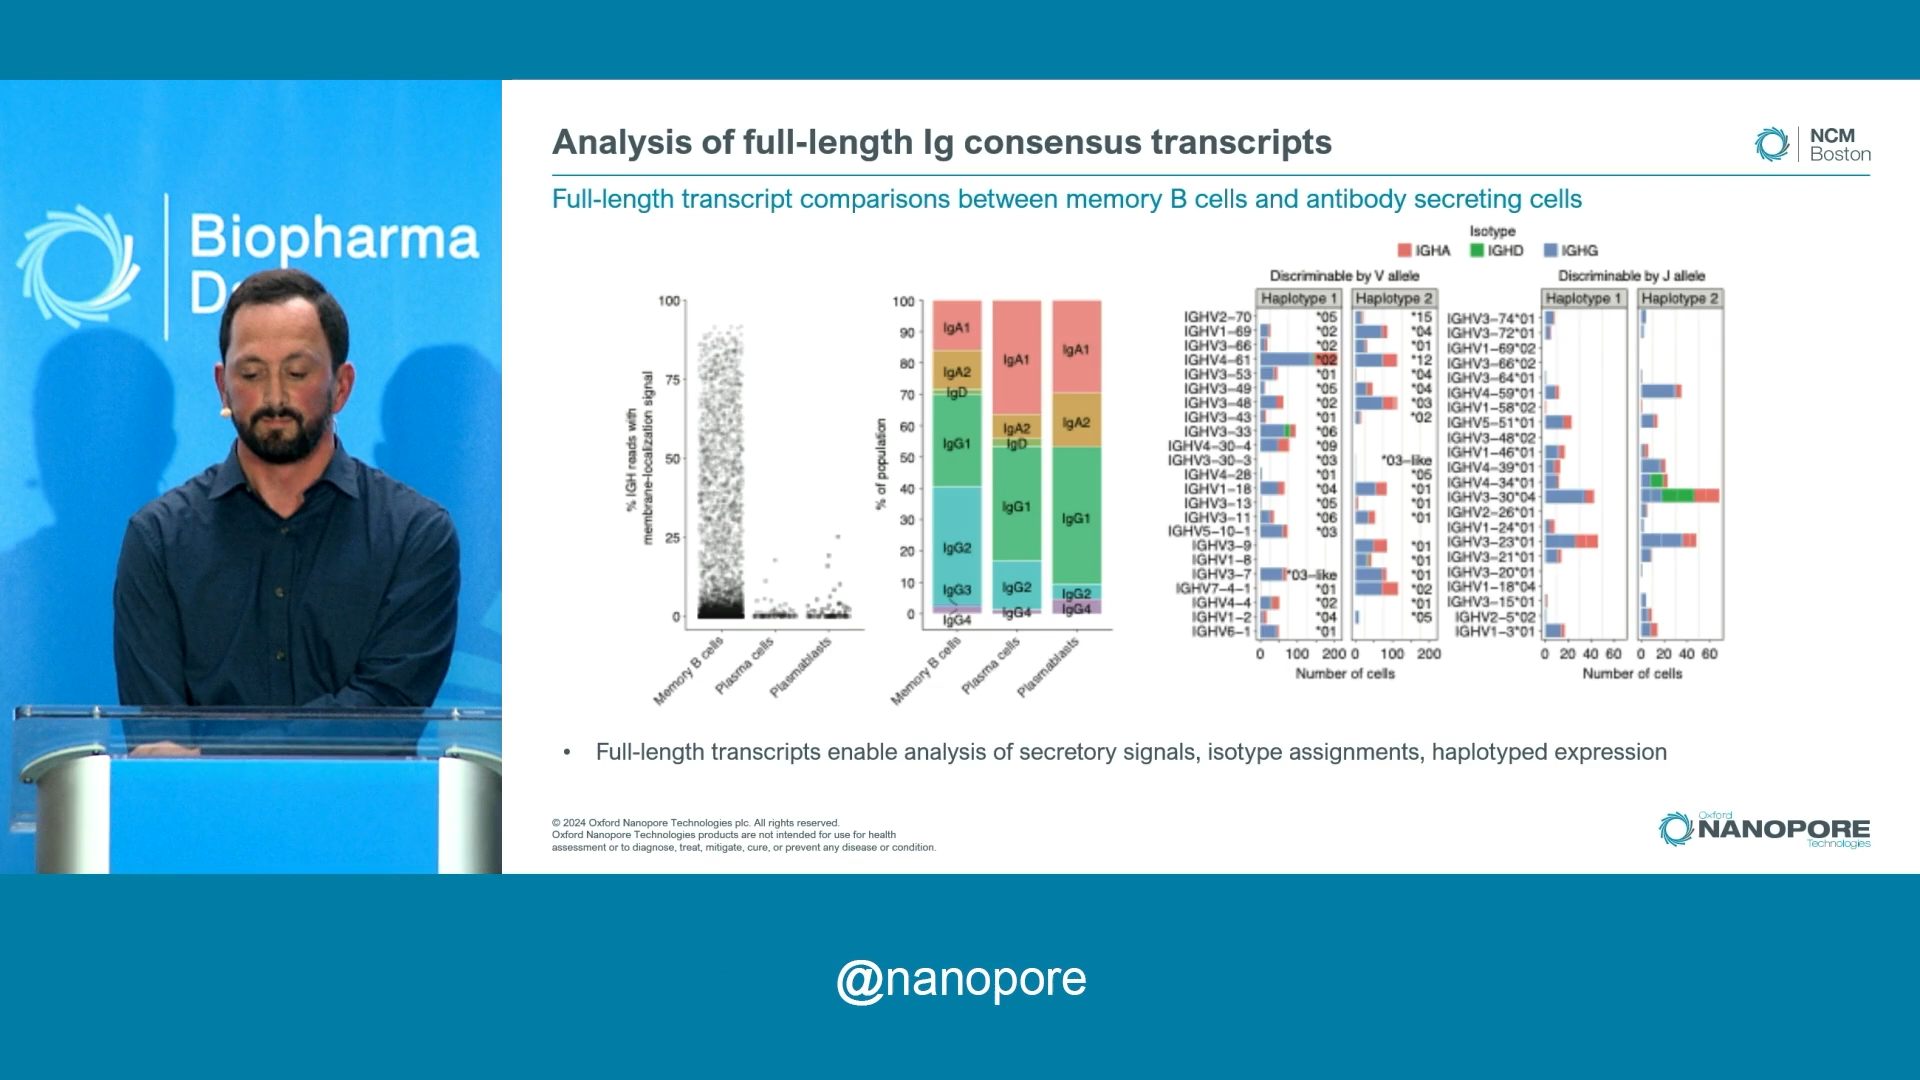 Biopharma
D
Analysis of full-length Ig consensus transcripts
NCM
Boston
Full-length transcript comparisons between memory B cells and antibody secreting cells
% IGH reads with
membrane-localization signal
100
75
50
25
0
Memory B cells
Plasma cells
Plasmablasts
% of population
100
90
80
70
60
50
40
30
20
10
0
IgA1
IgA2
IgD
IgG1
IgG2
IgG3
IgG4
IgA1
IgA2
IgD
IgG1
IgG2
IgG4
IgA1
IgA2
IgG1
IgG2
IgG4
Memory B cells
Plasma cells
Plasmablasts
Isotype
IGHA IGHD IGHG
Discriminable by V allele
Haplotype 1 Haplotype 2
IGHV2-70 *05 *15
IGHV1-69 *02 *04
IGHV3-66 *02 *01
IGHV4-61 *02 *12
IGHV3-53 *01 *04
IGHV3-49 *05 *04
IGHV3-48 *02 *03
IGHV3-43 *01 *02
IGHV3-33 *06
IGHV4-30-4 *09
IGHV3-30-3 *03 *03-like
IGHV4-28 *01 *05
IGHV1-18 *04 *01
IGHV3-13 *05 *01
IGHV3-11 *06 *01
IGHV5-10-1 *03
IGHV3-9 *01
IGHV1-8 *01
IGHV3-7 *03-like *01
IGHV7-4-1 *01 *02
IGHV4-4 *02 *01
IGHV1-2 *04 *05
IGHV6-1 *01
0 100 200 0 100 200
Number of cells
Discriminable by J allele
Haplotype 1 Haplotype 2
IGHV3-74*01
IGHV3-72*01
IGHV1-69*02
IGHV3-66*02
IGHV3-64*01
IGHV4-59*01
IGHV1-58*02
IGHV5-51*01
IGHV3-48*02
IGHV1-46*01
IGHV4-39*01
IGHV4-34*01
IGHV3-30*04
IGHV2-26*01
IGHV1-24*01
IGHV3-23*01
IGHV3-21*01
IGHV3-20*01
IGHV1-18*04
IGHV3-15*01
IGHV2-5*02
IGHV1-3*01
0 20 40 60 0 20 40 60
Number of cells
• Full-length transcripts enable analysis of secretory signals, isotype assignments, haplotyped expression
© 2024 Oxford Nanopore Technologies plc. All rights reserved.
Oxford Nanopore Technologies products are not intended for use for health
assessment or to diagnose, treat, mitigate, cure, or prevent any disease or condition.
Oxford
NANOPORE
Technologies
@nanopore